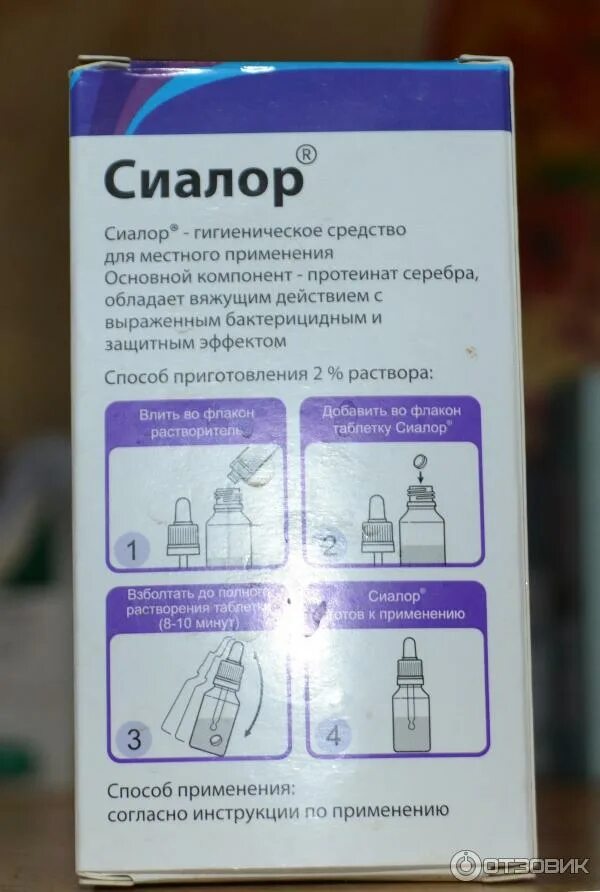 Сиалор®
Сиалор® - гигиеническое средство
для местного применения
Основной компонент - протеинат серебра,
обладает вяжущим действием с
выраженным бактерицидным и
защитным эффектом
Способ приготовления 2 % раствора:
Влить во флакон
растворитель
1
Добавить во флакон
таблетку Сиалор®
2
Взболтать до полного
растворения таблетки
(8-10 минут)
3
Сиалор®
готов к применению
4
Способ применения:
согласно инструкции по применению
ОТЗОВИК